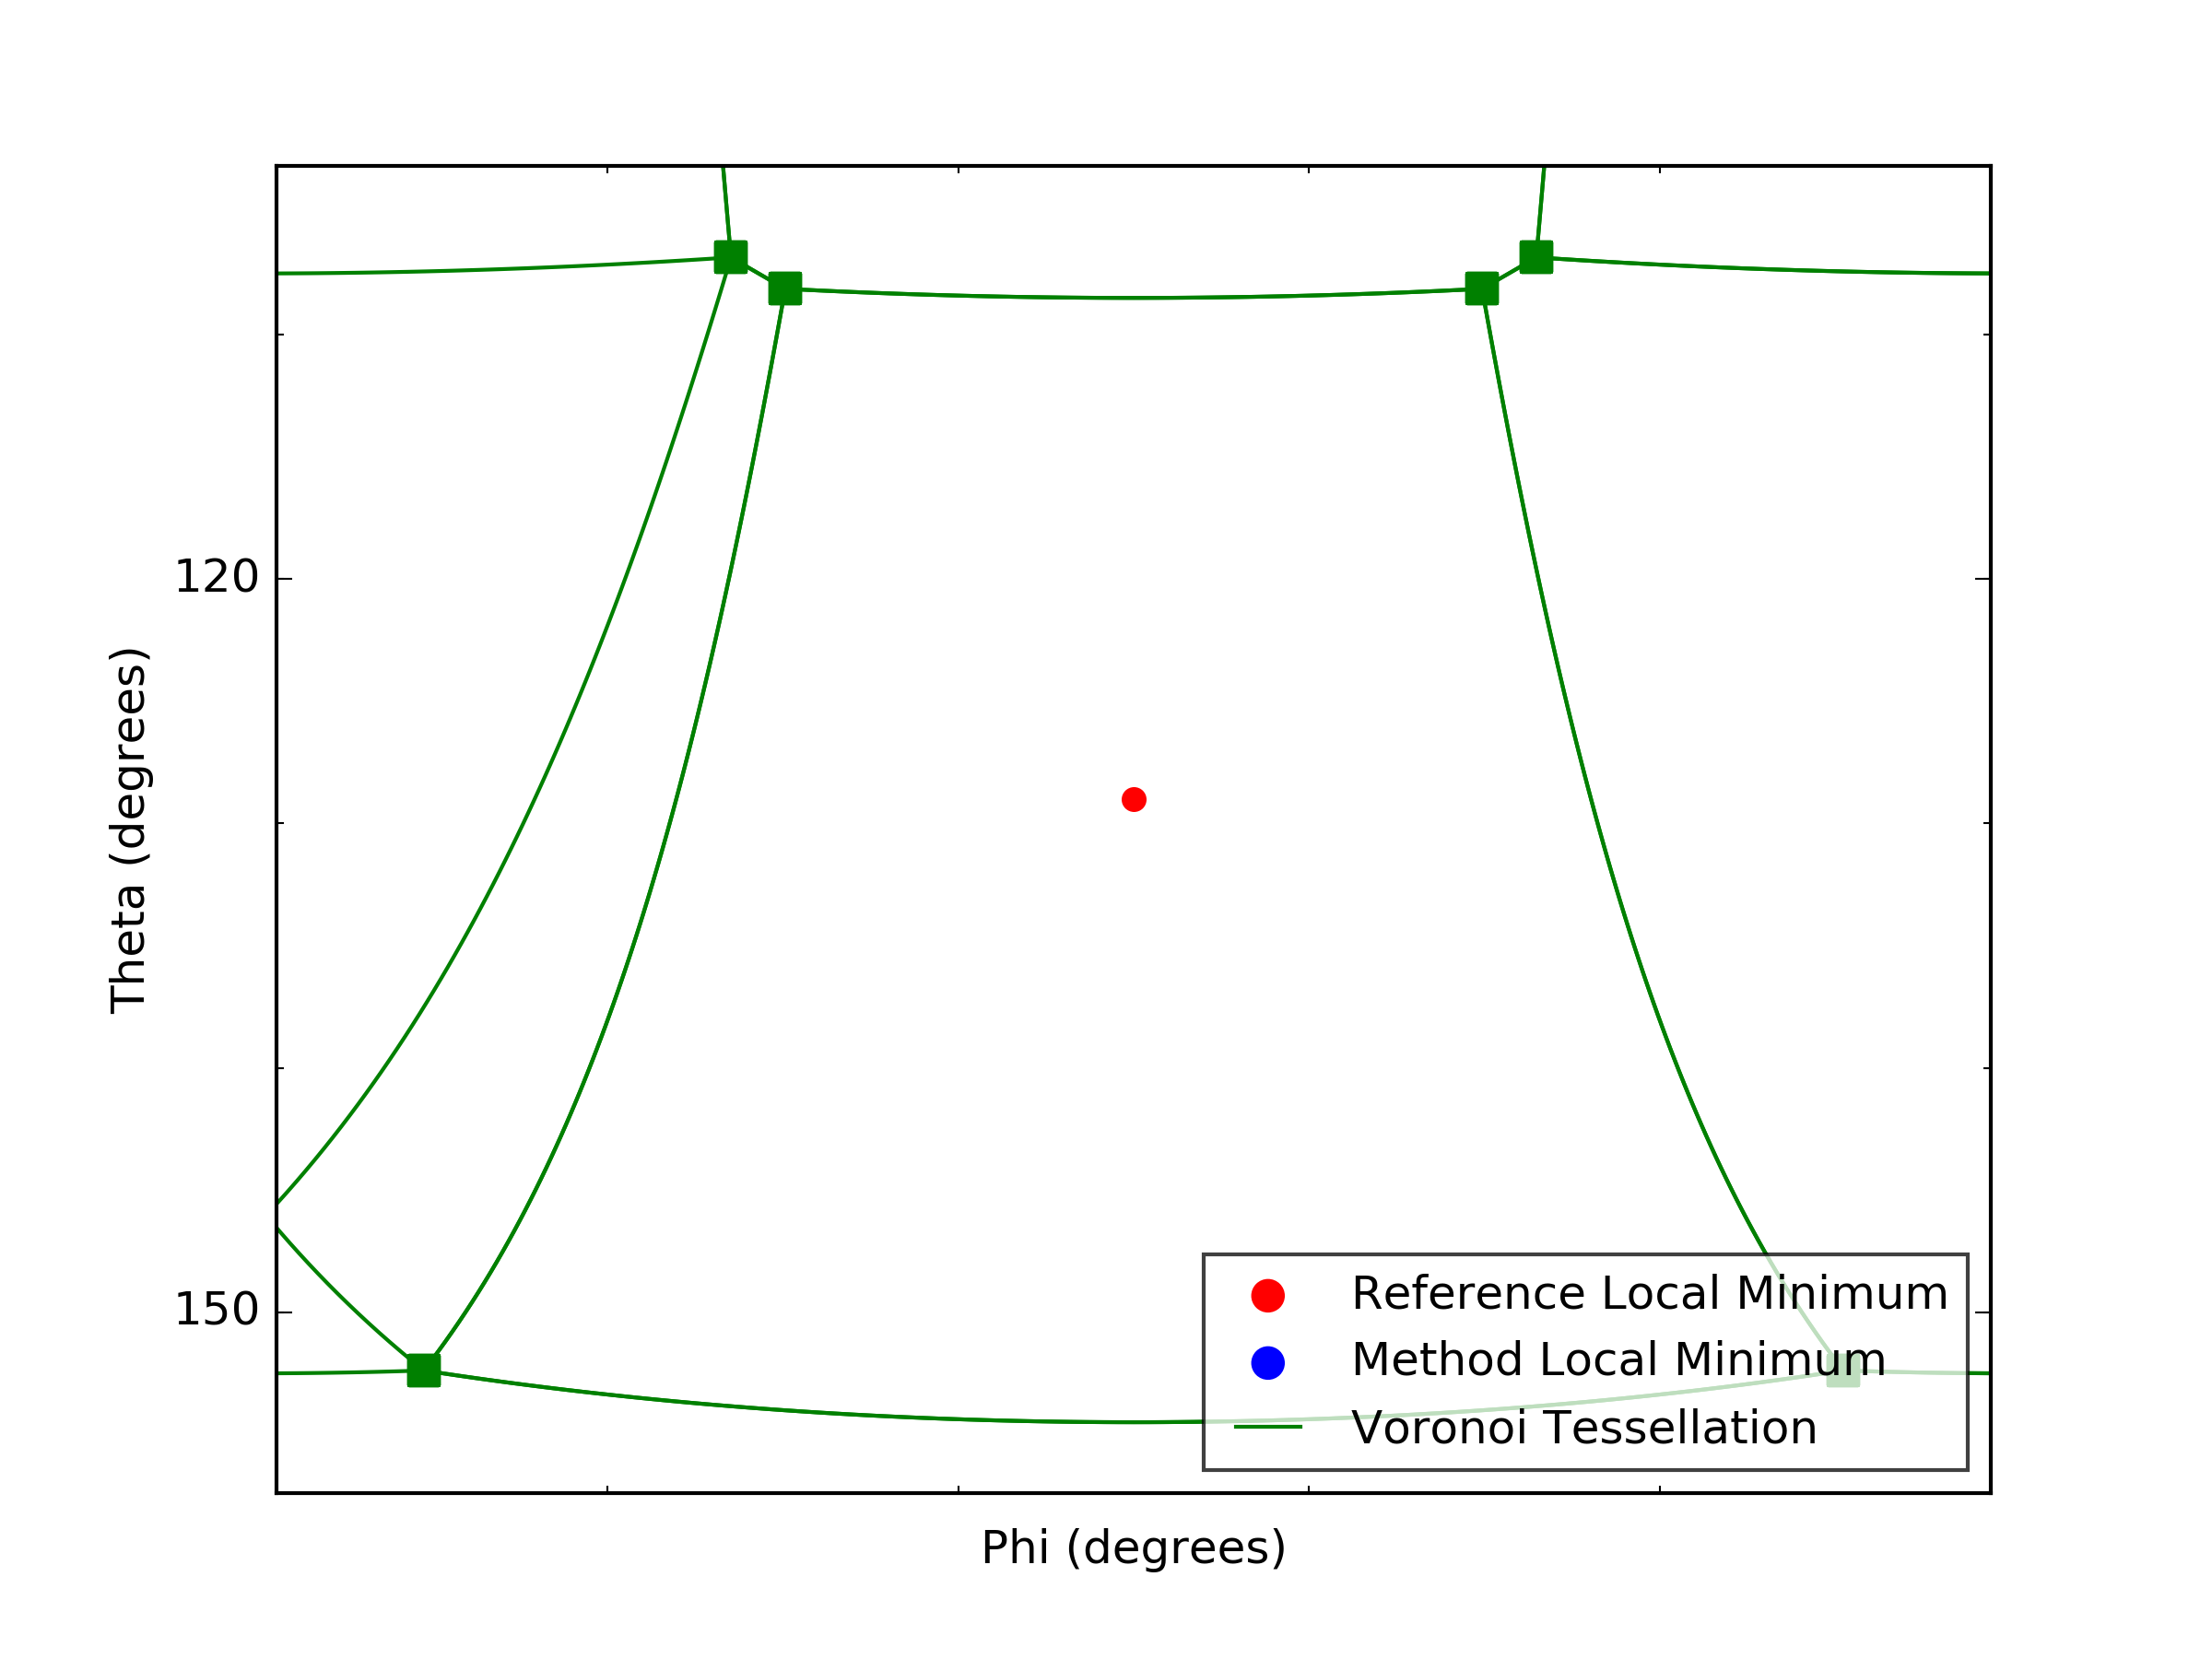 120
Theta (degrees)
150
Reference Local Minimum
Method Local Minimum
Voronoi Tessellation
Phi (degrees)